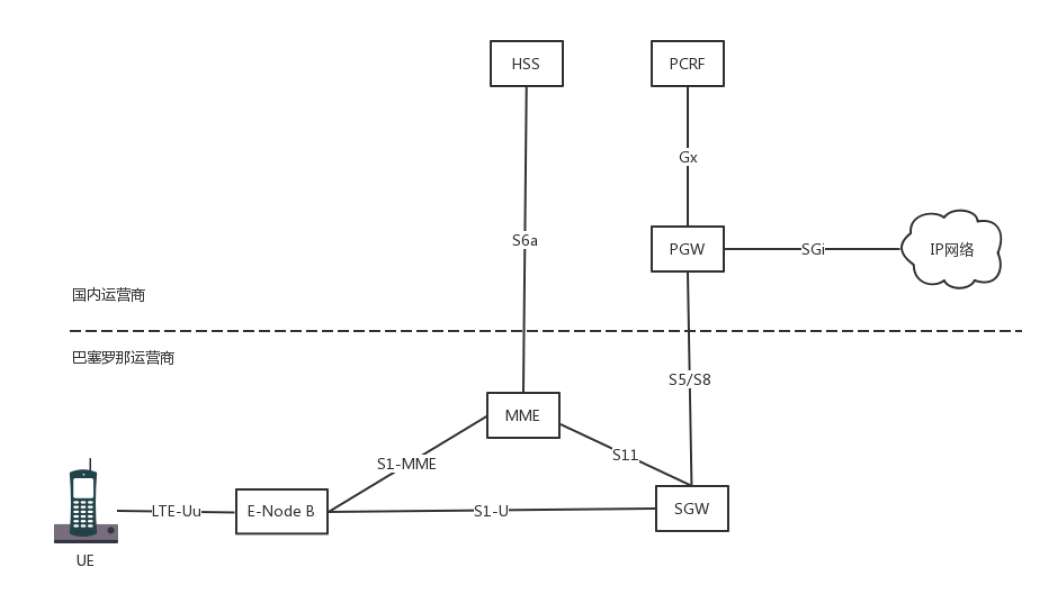 HSS
PCRF
Gx
S6a
PGW
SGi
IP网络
国内运营商
巴塞罗那运营商
S5/S8
MME
S1-MME
S11
LTE-Uu
E-Node B
S1-U
SGW
UE